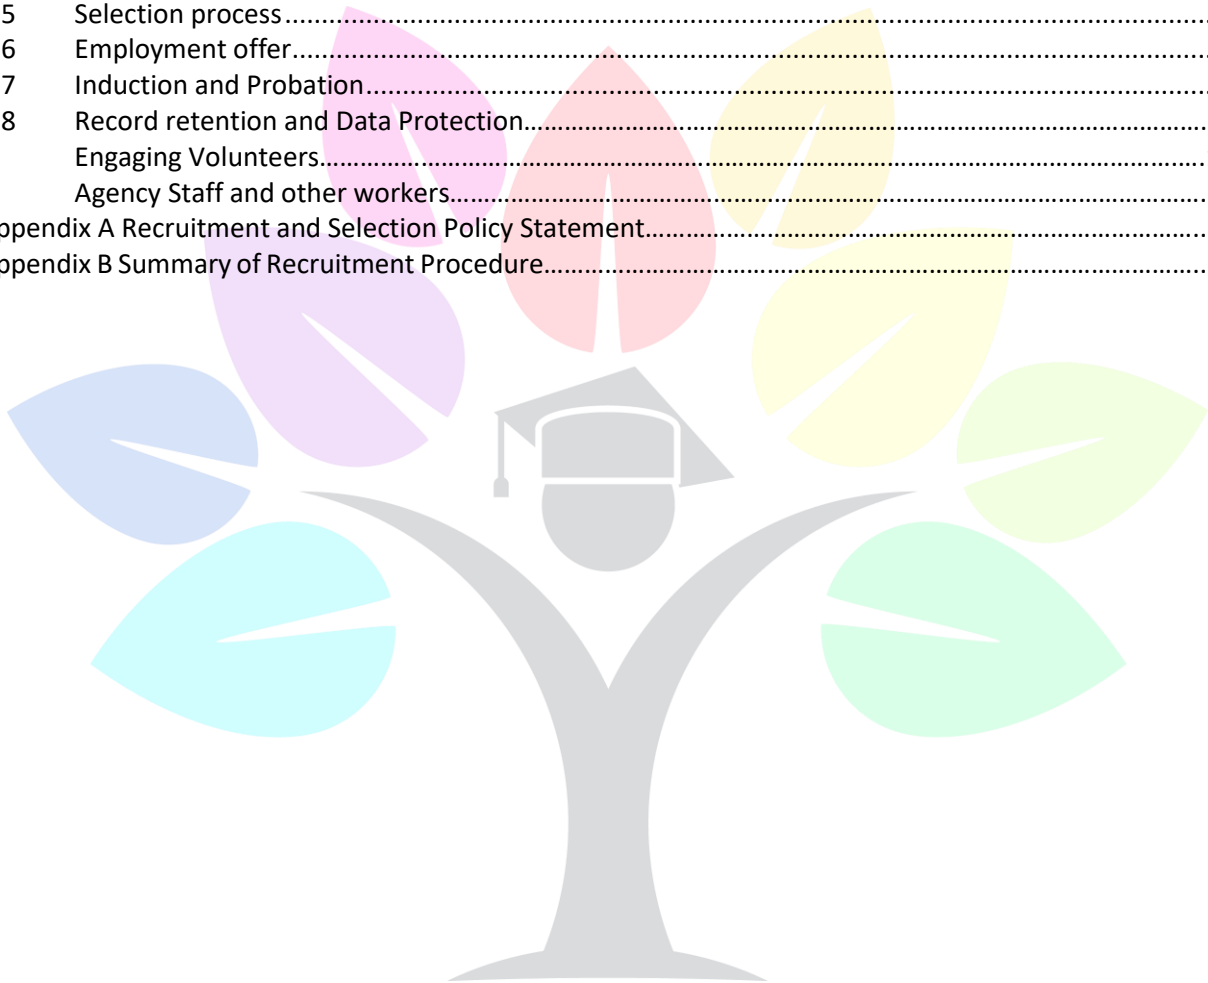 5 Selection process
6 Employment offer
7 Induction and Probation
8 Record retention and Data Protection
Engaging Volunteers
Agency Staff and other workers
ppendix A Recruitment and Selection Policy Statement
ppendix B Summary of Recruitment Procedure